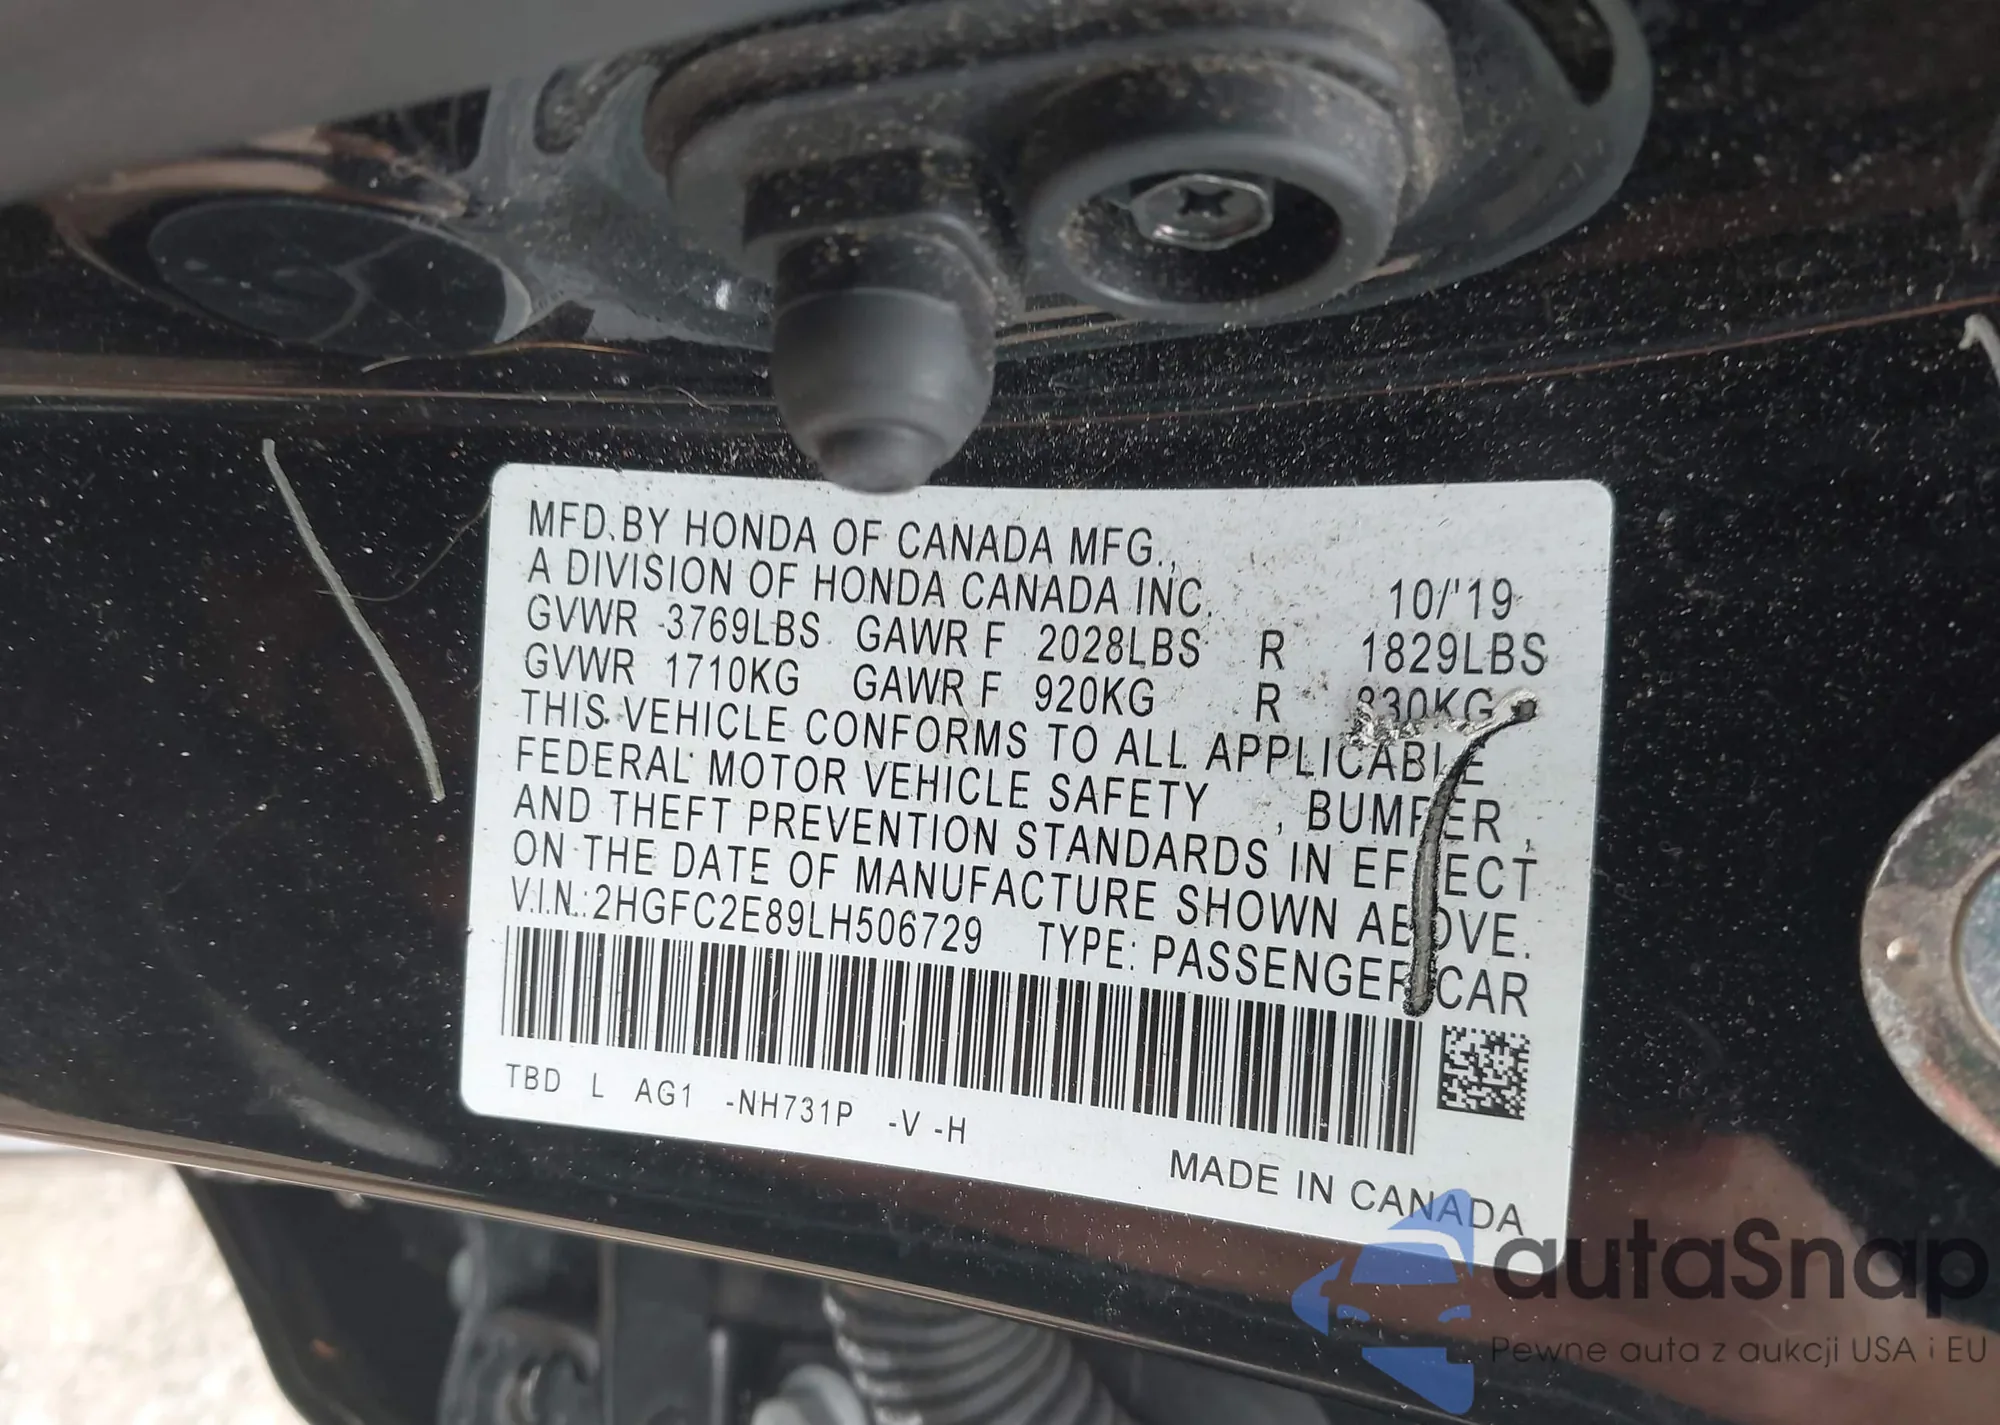 MFD.BY HONDA OF CANADA MFG.,
A DIVISION OF HONDA CANADA INC. 10/'19
GVWR 3769LBS GAWR F 2028LBS R 1829LBS
GVWR 1710KG GAWR F 920KG R 830KG
THIS VEHICLE CONFORMS TO ALL APPLICABLE
FEDERAL MOTOR VEHICLE SAFETY , BUMPER ,
AND THEFT PREVENTION STANDARDS IN EFFECT
ON THE DATE OF MANUFACTURE SHOWN ABOVE.
V.I.N.: 2HGFC2E89LH506729 TYPE: PASSENGER CAR
TBD L AG1 -NH731P -V -H
MADE IN CANADA
autaSnap
Pewne auta z aukcji USA i EU